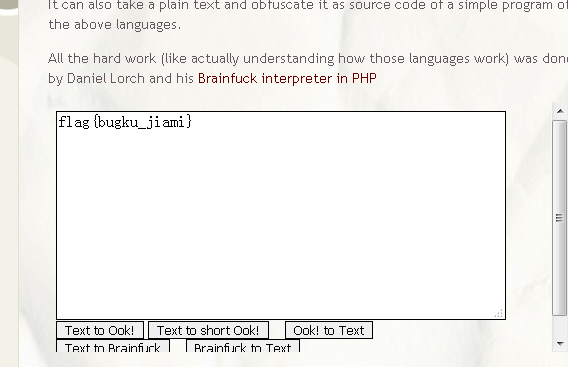 It can also take a plain text and obfuscate it as source code of a simple program of
the above languages.
All the hard work (like actually understanding how those languages work) was done
by Daniel Lorch and his Brainfuck interpreter in PHP
flag{bugku_jiami}
Text to Ook! Text to short Ook! Ook! to Text
Text to Brainfuck Brainfuck to Text